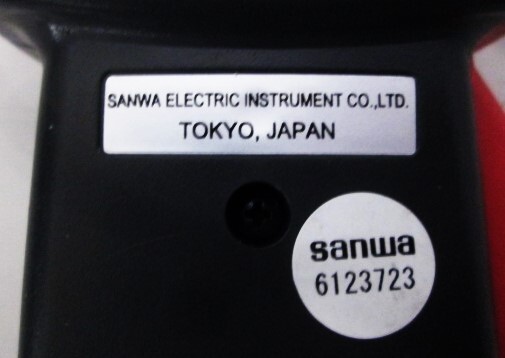 SANWA ELECTRIC INSTRUMENT CO.,LTD.
TOKYO, JAPAN
sanwa
6123723